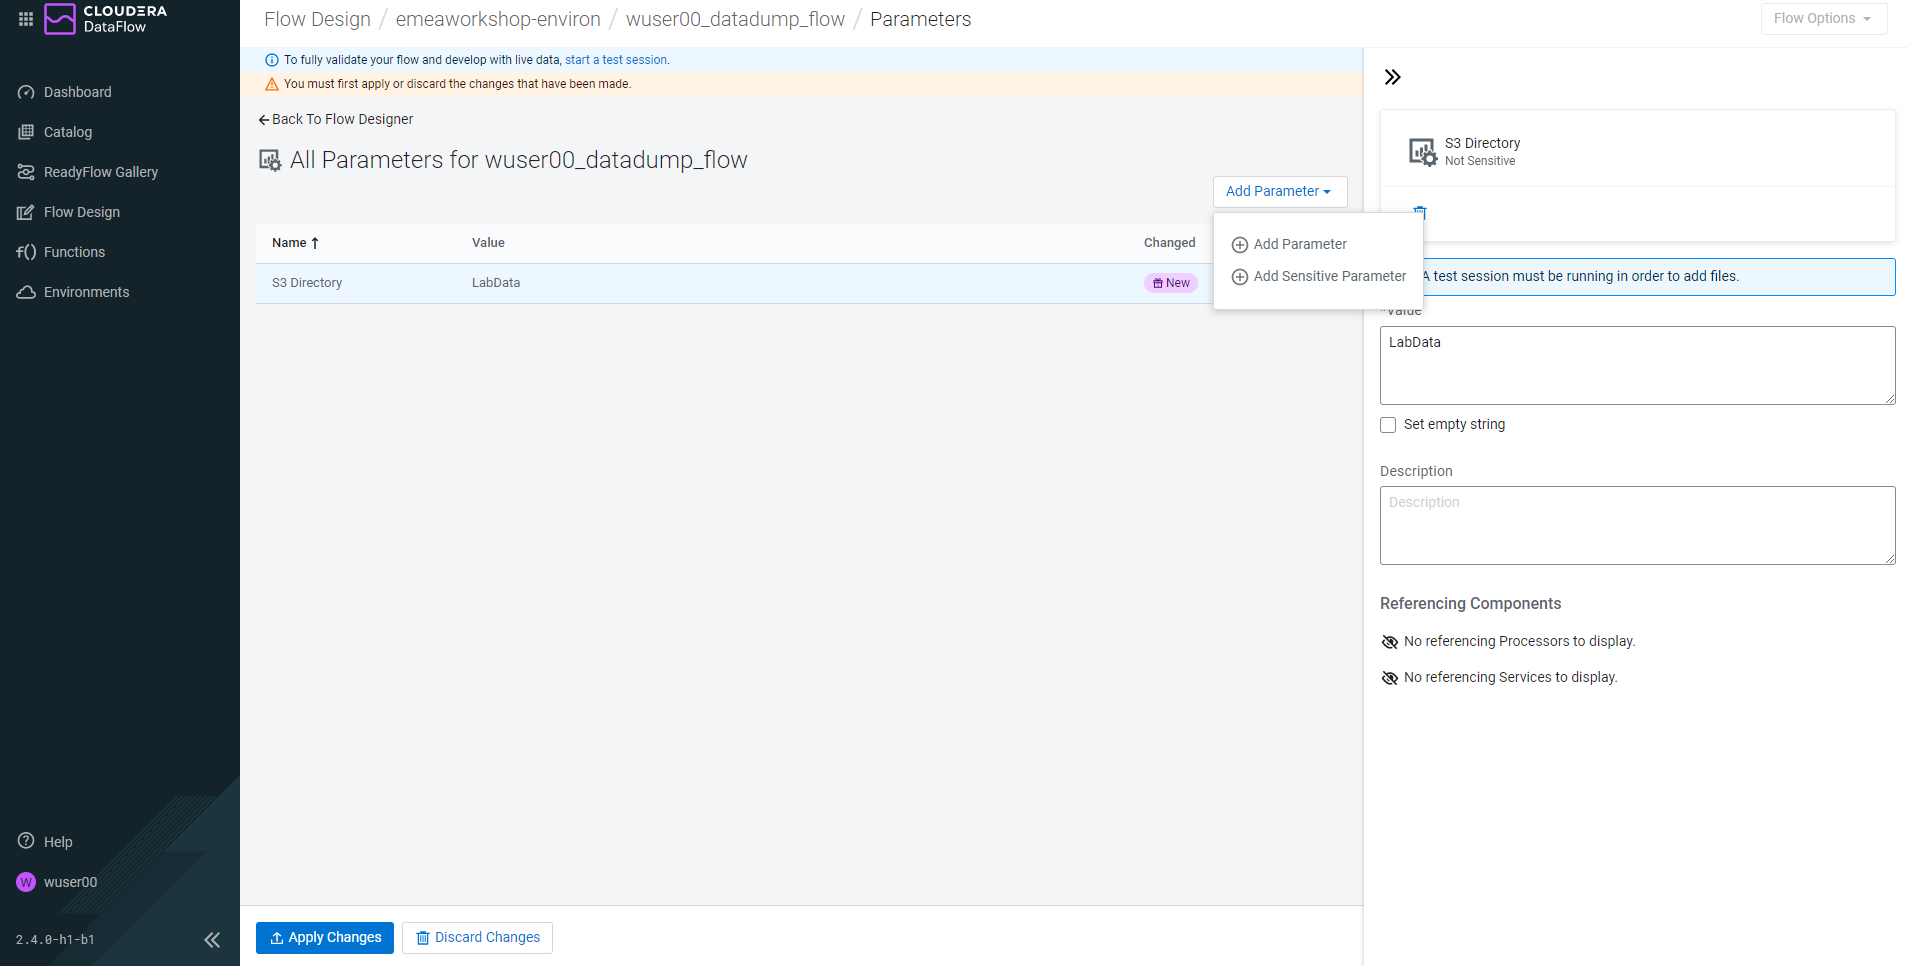 CLOUDERA
DataFlow
Dashboard
Catalog
ReadyFlow Gallery
Flow Design
f() Functions
Environments
Help
W wuser00
2.4.0-h1-b1
Flow Design / emeaworkshop-environ / wuser00_datadump_flow / Parameters
Flow Options
To fully validate your flow and develop with live data, start a test session.
You must first apply or discard the changes that have been made.
Back To Flow Designer
All Parameters for wuser00_datadump_flow
Add Parameter
Add Parameter
Add Sensitive Parameter
Name Value Changed
S3 Directory LabData New
Apply Changes Discard Changes
S3 Directory
Not Sensitive
A test session must be running in order to add files.
*Value
LabData
Set empty string
Description
Description
Referencing Components
No referencing Processors to display.
No referencing Services to display.